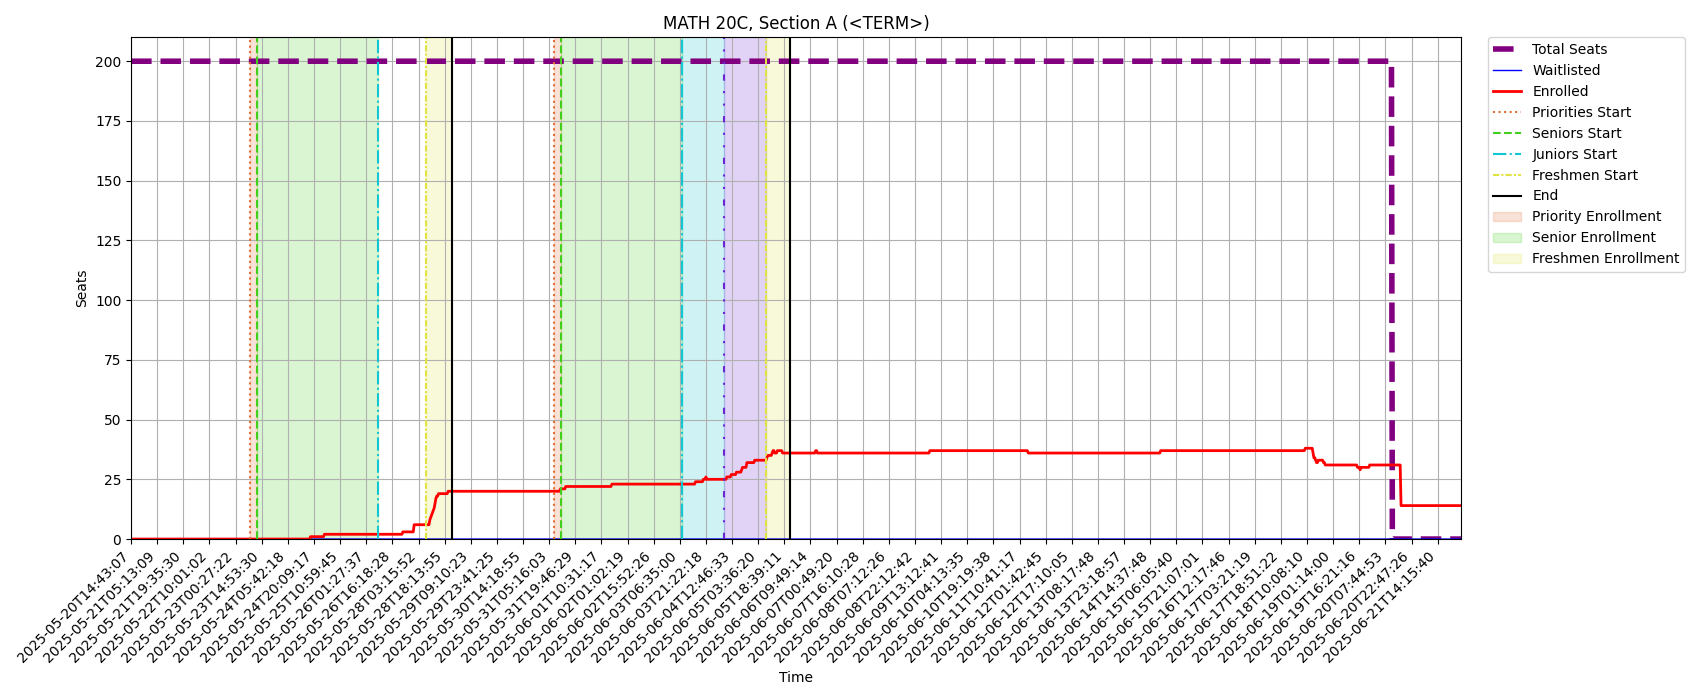 MATH 20C, Section A (<TERM>)
Seats
200
175
150
125
100
75
50
25
0
2025-05-20T14:43:07
2025-05-21T05:13:09
2025-05-21T19:35:30
2025-05-22T10:01:02
2025-05-23T00:27:22
2025-05-23T14:53:30
2025-05-24T05:42:18
2025-05-24T20:09:17
2025-05-25T10:59:45
2025-05-26T01:27:37
2025-05-26T16:18:28
2025-05-28T03:15:52
2025-05-28T18:13:55
2025-05-29T09:10:23
2025-05-29T23:41:25
2025-05-30T14:18:55
2025-05-31T05:16:03
2025-05-31T19:46:29
2025-06-01T10:31:17
2025-06-02T01:02:19
2025-06-02T15:52:26
2025-06-03T06:35:00
2025-06-03T21:22:18
2025-06-04T12:46:33
2025-06-05T03:36:20
2025-06-05T18:39:11
2025-06-06T09:49:14
2025-06-07T00:49:20
2025-06-07T16:10:28
2025-06-08T07:12:26
2025-06-08T22:12:42
2025-06-09T13:12:41
2025-06-10T04:13:35
2025-06-10T19:19:38
2025-06-11T10:41:17
2025-06-12T01:42:45
2025-06-12T17:10:05
2025-06-13T08:17:48
2025-06-13T23:18:57
2025-06-14T14:37:48
2025-06-15T06:05:40
2025-06-15T21:07:01
2025-06-16T12:17:46
2025-06-17T03:21:19
2025-06-17T18:51:22
2025-06-18T10:08:10
2025-06-19T01:14:00
2025-06-19T16:21:16
2025-06-20T07:44:53
2025-06-20T22:47:26
2025-06-21T14:15:40
Time
Total Seats
Waitlisted
Enrolled
Priorities Start
Seniors Start
Juniors Start
Freshmen Start
End
Priority Enrollment
Senior Enrollment
Freshmen Enrollment